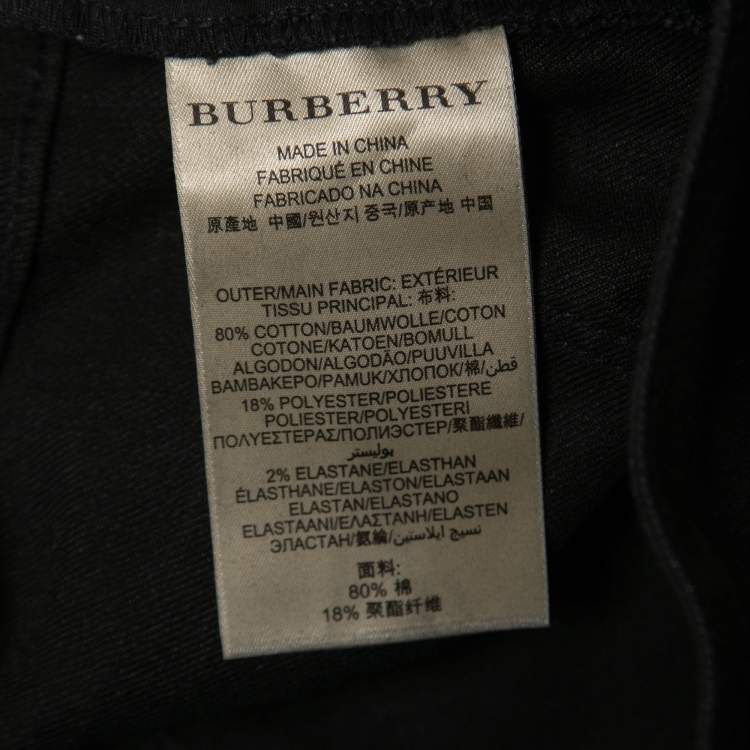 BURBERRY
MADE IN CHINA
FABRIQUÉ EN CHINE
FABRICADO NA CHINA
原產地 中國/원산지 중국/原产地 中国
OUTER/MAIN FABRIC: EXTÉRIEUR
TISSU PRINCIPAL: 布料:
80% COTTON/BAUMWOLLE/COTON
COTONE/KATOEN/BOMULL
ALGODON/ALGODÃO/PUUVILLA
BAMBAKEPO/PAMUK/ХЛОПОК/棉/قطن/
18% POLYESTER/POLIESTERE
POLIESTER/POLYESTERİ
ΠΟΛΥΕΣΤΕΡΑΣ/ПОЛИЭСТЕР/聚酯纖維/
بوليستر
2% ELASTANE/ELASTHAN
ÉLASTHANE/ELASTON/ELASTAAN
ELASTAN/ELASTANO
ELASTAANI/ΕΛΑΣΤΑΝΗ/ELASTEN
ЭЛАСТАН/氨綸/نسيج ايلاستين/
面料:
80% 棉
18% 聚酯纤维